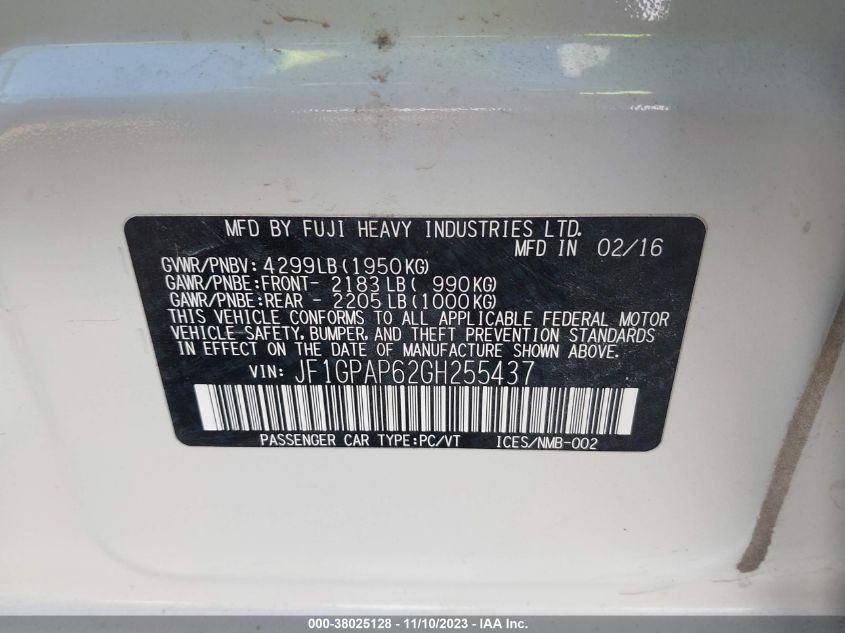 MFD BY FUJI HEAVY INDUSTRIES LTD.
MFD IN 02/16
GVWR/PNBV: 4299LB(1950KG)
GAWR/PNBE:FRONT- 2183LB( 990KG)
GAWR/PNBE:REAR - 2205LB(1000KG)
THIS VEHICLE CONFORMS TO ALL APPLICABLE FEDERAL MOTOR
VEHICLE SAFETY, BUMPER, AND THEFT PREVENTION STANDARDS
IN EFFECT ON THE DATE OF MANUFACTURE SHOWN ABOVE.
VIN: JF1GPAP62GH255437
PASSENGER CAR TYPE:PC/VT ICES/NMB-002
000-38025128 - 11/10/2023 - IAA, Inc.